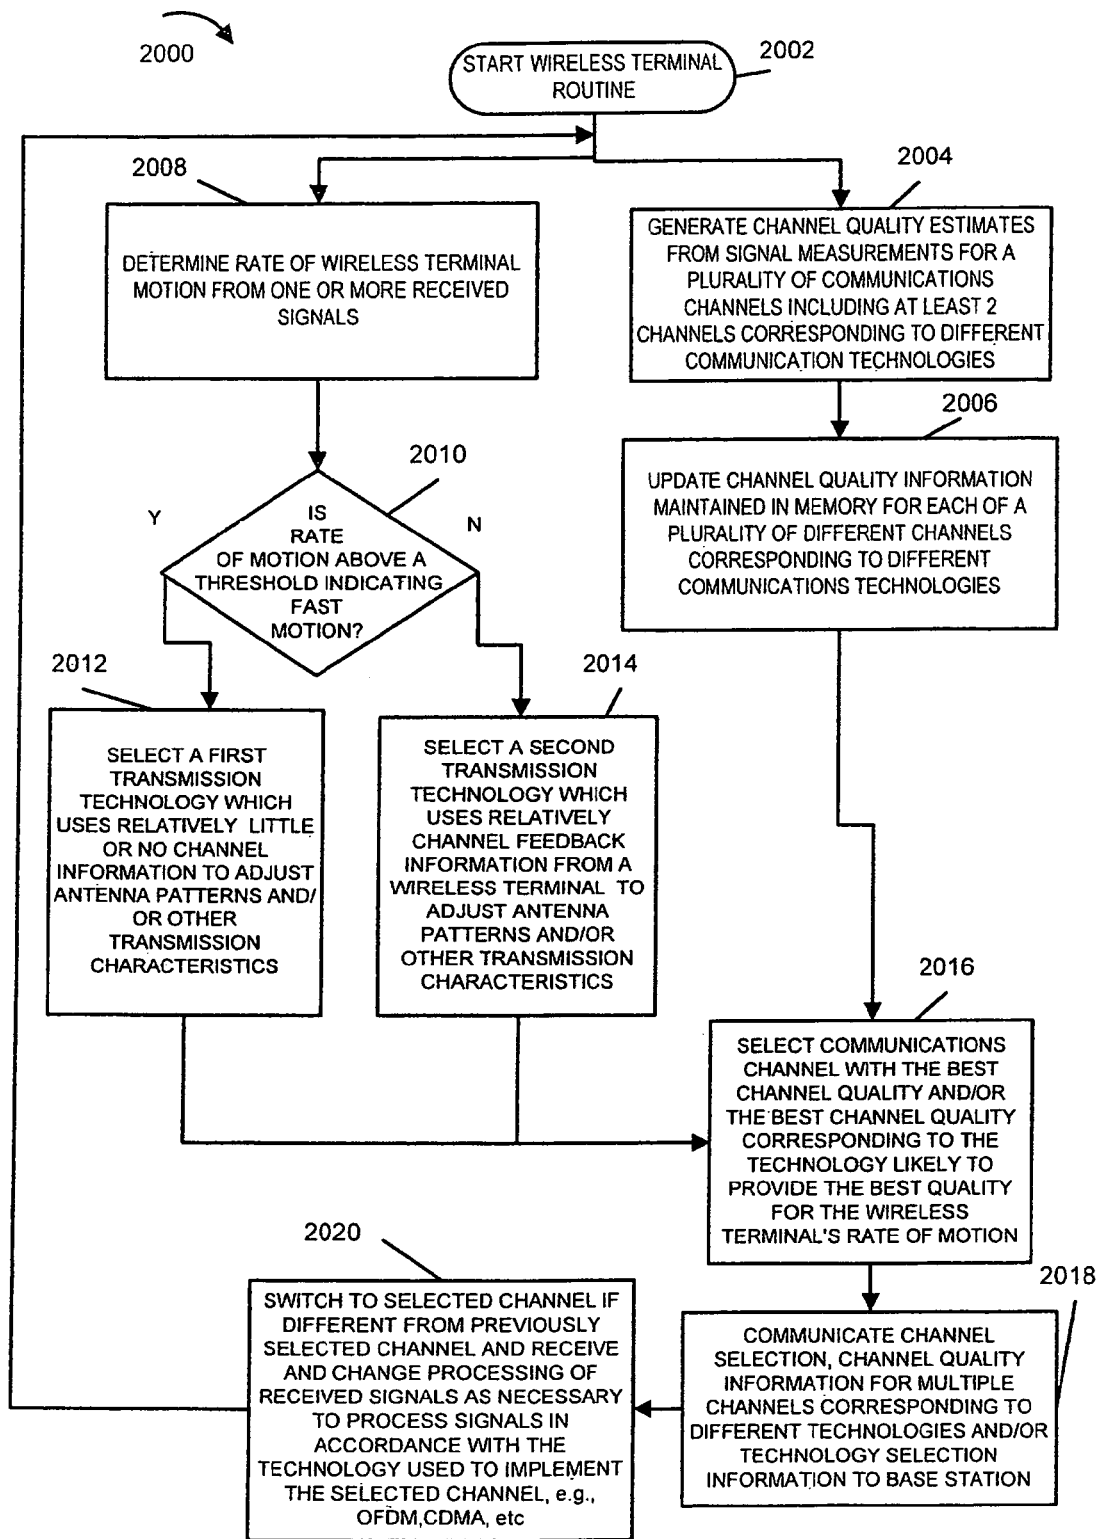 2000
START WIRELESS TERMINAL
ROUTINE
2002
2008
DETERMINE RATE OF WIRELESS TERMINAL
MOTION FROM ONE OR MORE RECEIVED
SIGNALS
2004
GENERATE CHANNEL QUALITY ESTIMATES
FROM SIGNAL MEASUREMENTS FOR A
PLURALITY OF COMMUNICATIONS
CHANNELS INCLUDING AT LEAST 2
CHANNELS CORRESPONDING TO DIFFERENT
COMMUNICATION TECHNOLOGIES
2006
UPDATE CHANNEL QUALITY INFORMATION
MAINTAINED IN MEMORY FOR EACH OF A
PLURALITY OF DIFFERENT CHANNELS
CORRESPONDING TO DIFFERENT
COMMUNICATIONS TECHNOLOGIES
2010
Y
N
IS
RATE
OF MOTION ABOVE A
THRESHOLD INDICATING
FAST
MOTION?
2012
SELECT A FIRST
TRANSMISSION
TECHNOLOGY WHICH
USES RELATIVELY LITTLE
OR NO CHANNEL
INFORMATION TO ADJUST
ANTENNA PATTERNS AND/
OR OTHER
TRANSMISSION
CHARACTERISTICS
2014
SELECT A SECOND
TRANSMISSION
TECHNOLOGY WHICH
USES RELATIVELY
CHANNEL FEEDBACK
INFORMATION FROM A
WIRELESS TERMINAL TO
ADJUST ANTENNA
PATTERNS AND/OR
OTHER TRANSMISSION
CHARACTERISTICS
2016
SELECT COMMUNICATIONS
CHANNEL WITH THE BEST
CHANNEL QUALITY AND/OR
THE BEST CHANNEL QUALITY
CORRESPONDING TO THE
TECHNOLOGY LIKELY TO
PROVIDE THE BEST QUALITY
FOR THE WIRELESS
TERMINAL'S RATE OF MOTION
2018
COMMUNICATE CHANNEL
SELECTION, CHANNEL QUALITY
INFORMATION FOR MULTIPLE
CHANNELS CORRESPONDING TO
DIFFERENT TECHNOLOGIES AND/OR
TECHNOLOGY SELECTION
INFORMATION TO BASE STATION
2020
SWITCH TO SELECTED CHANNEL IF
DIFFERENT FROM PREVIOUSLY
SELECTED CHANNEL AND RECEIVE
AND CHANGE PROCESSING OF
RECEIVED SIGNALS AS NECESSARY
TO PROCESS SIGNALS IN
ACCORDANCE WITH THE
TECHNOLOGY USED TO IMPLEMENT
THE SELECTED CHANNEL, e.g.,
OFDM,CDMA, etc